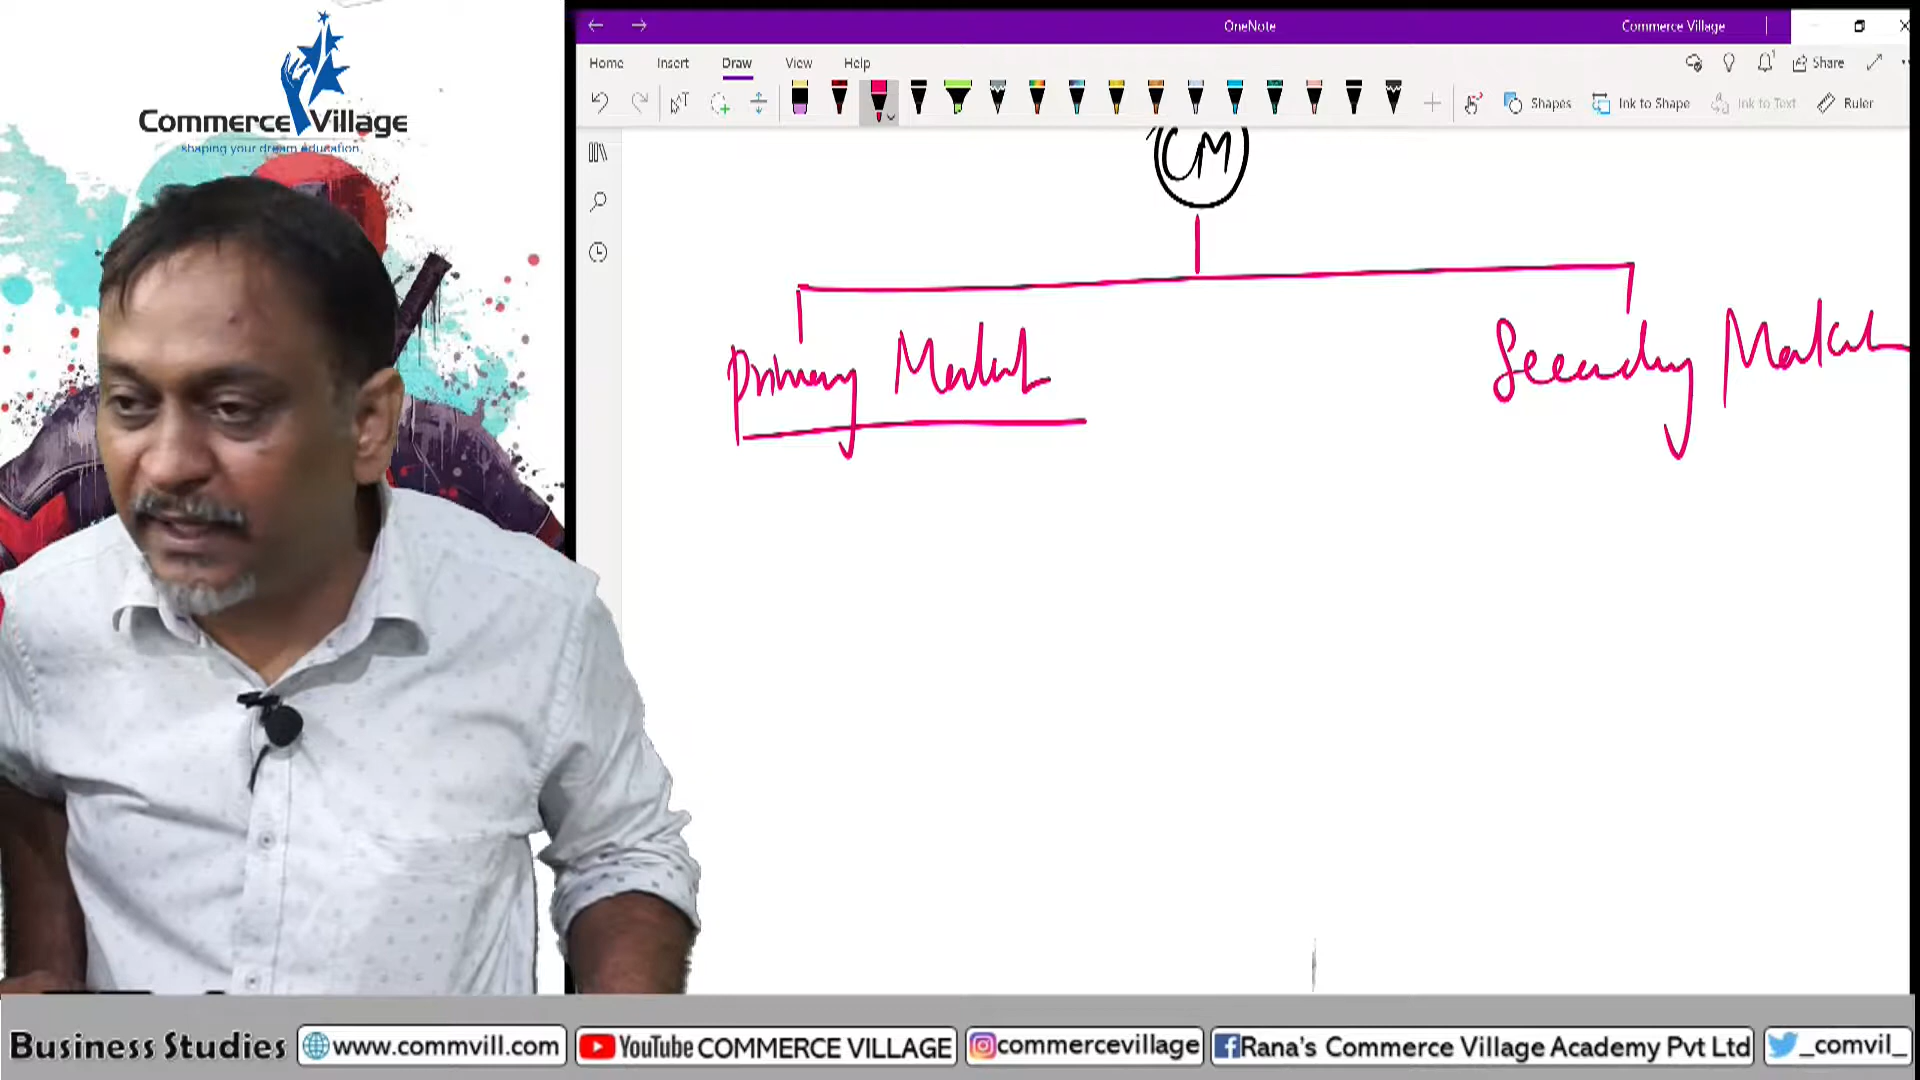 Commerce Village
shaping your dream education
OneNote
Commerce Village
Home Insert Draw View Help
Share
Shapes Ink to Shape Ink to Text Ruler
CM
Primary Market
Secondary Market
Business Studies www.commvill.com YouTube COMMERCE VILLAGE commercevillage Rana's Commerce Village Academy Pvt Ltd _comvil_